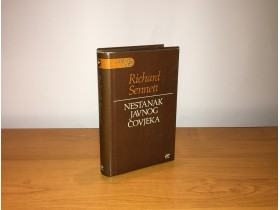 Richard
Sennett
NESTANAK
JAVNOG
ČOVJEKA